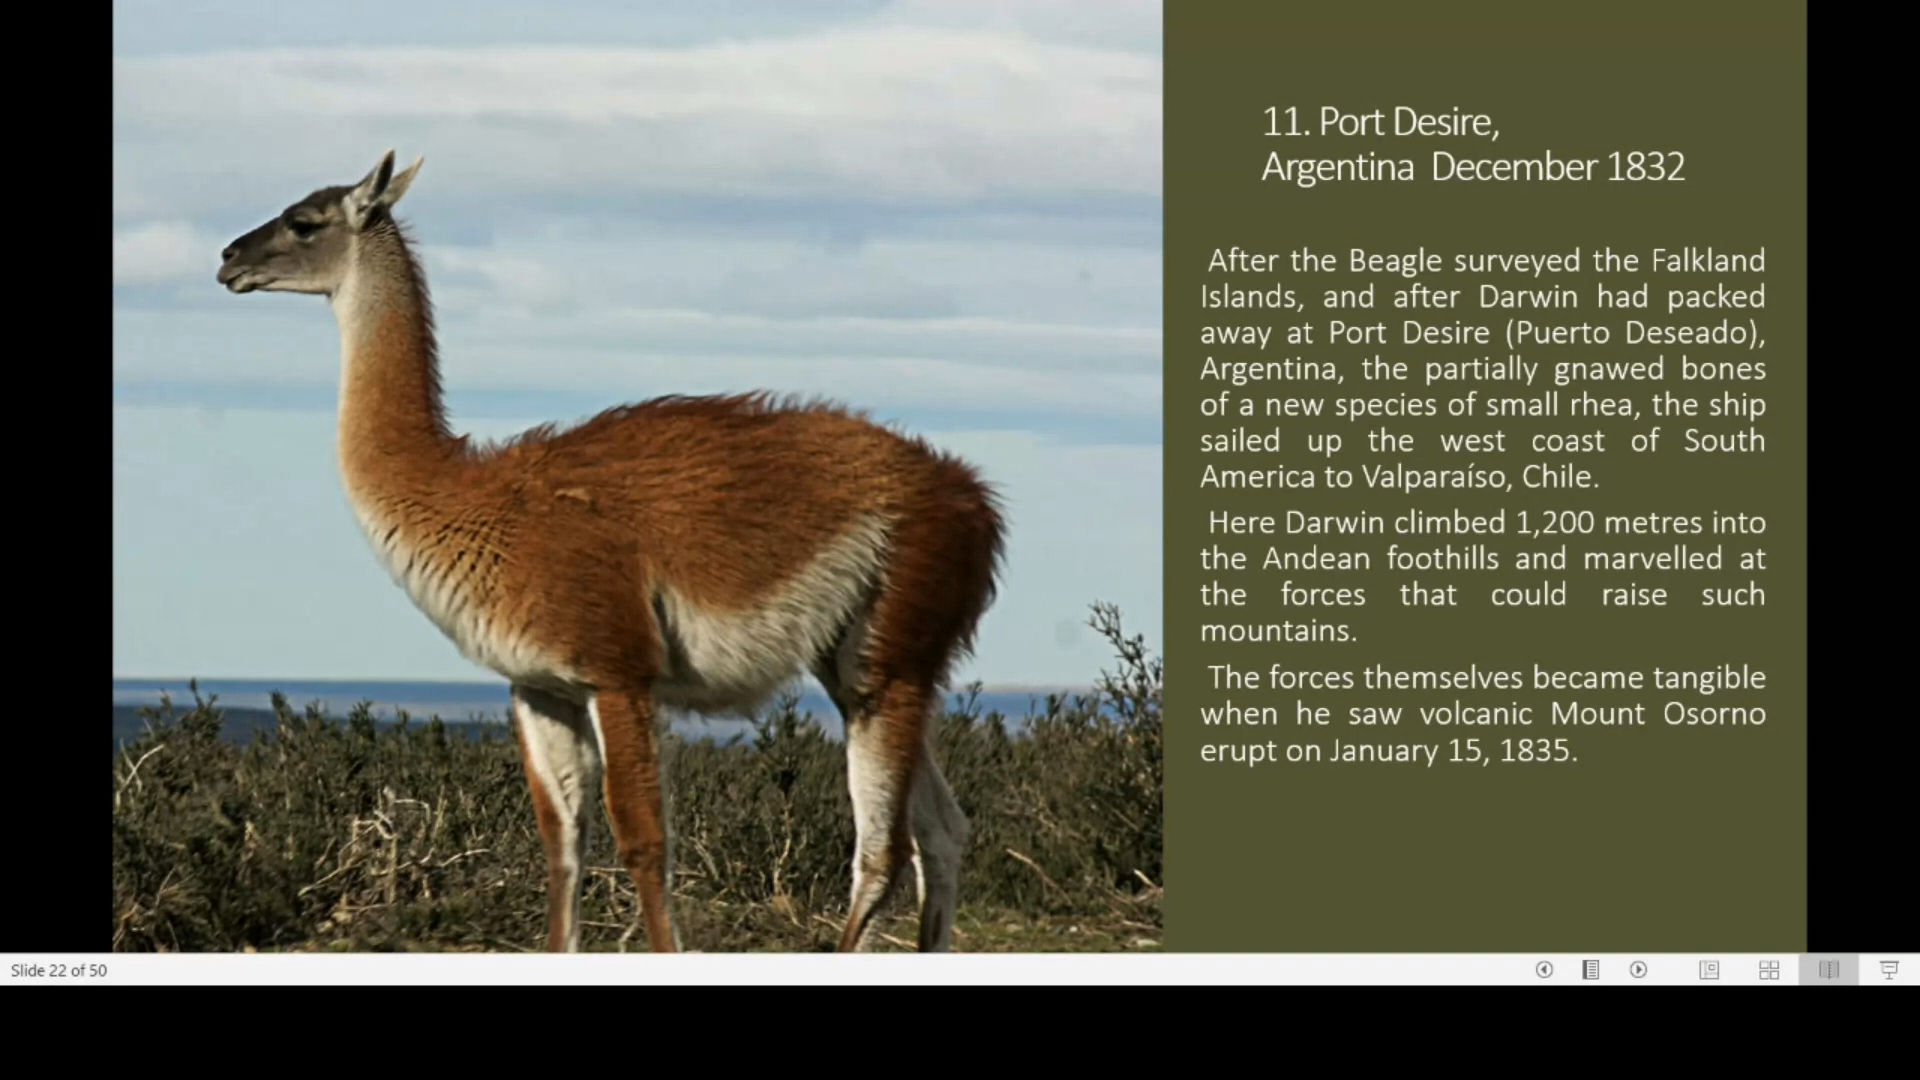 11. Port Desire,
Argentina December 1832
After the Beagle surveyed the Falkland
Islands, and after Darwin had packed
away at Port Desire (Puerto Deseado),
Argentina, the partially gnawed bones
of a new species of small rhea, the ship
sailed up the west coast of South
America to Valparaíso, Chile.
Here Darwin climbed 1,200 metres into
the Andean foothills and marvelled at
the forces that could raise such
mountains.
The forces themselves became tangible
when he saw volcanic Mount Osorno
erupt on January 15, 1835.
Slide 22 of 50